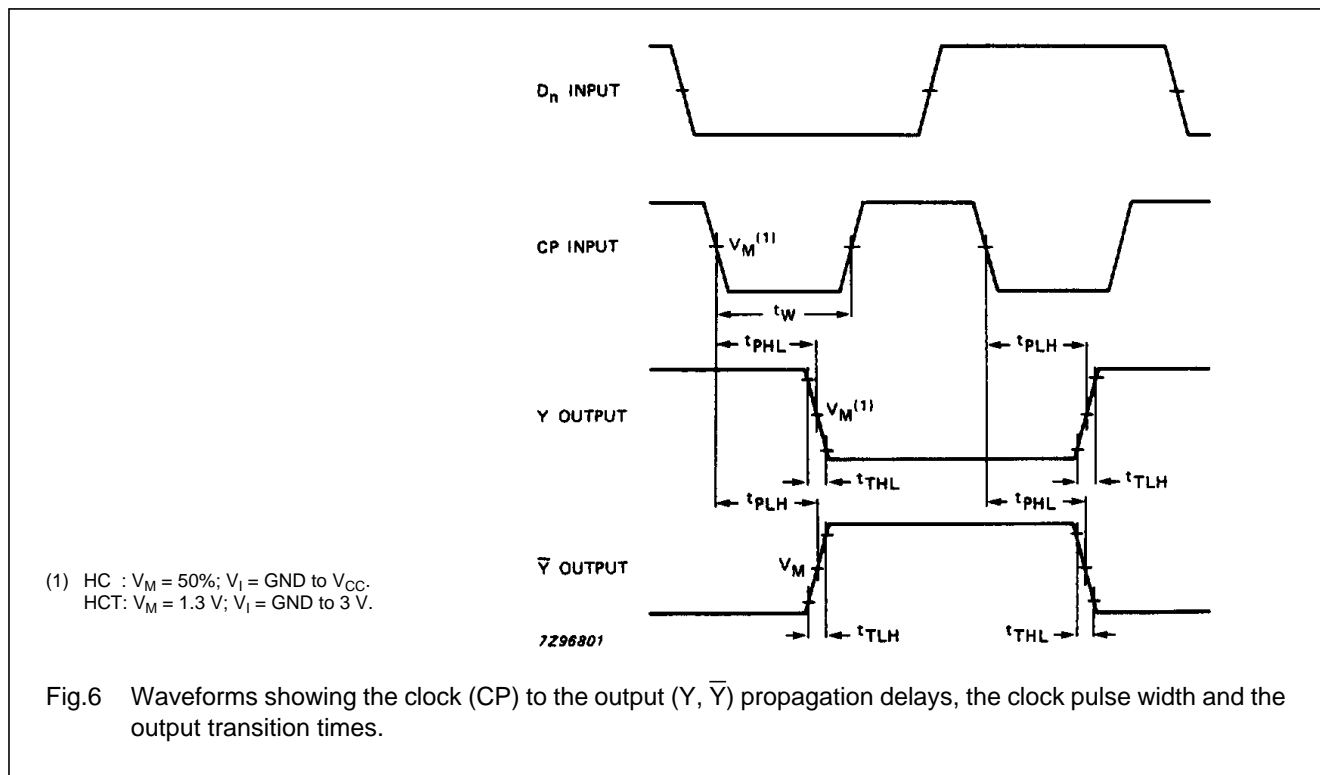 Dn INPUT
CP INPUT
VM(1)
tW
tPHL
tPLH
Y OUTPUT
VM(1)
tTHL
tTLH
tPLH
tPHL
Y̅ OUTPUT
VM
tTLH
tTHL
7Z96801
(1) HC : VM = 50%; VI = GND to VCC.
HCT: VM = 1.3 V; VI = GND to 3 V.
Fig.6 Waveforms showing the clock (CP) to the output (Y, Y̅) propagation delays, the clock pulse width and the
output transition times.